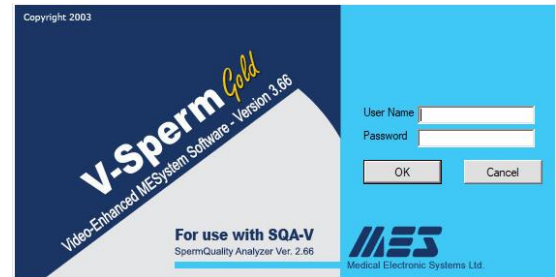 Copyright 2003
V-Sperm Gold
Video-Enhanced MESystem Software - Version 3.66
For use with SQA-V
SpermQuality Analyzer Ver. 2.66
User Name
Password
OK Cancel
MES
Medical Electronic Systems Ltd.